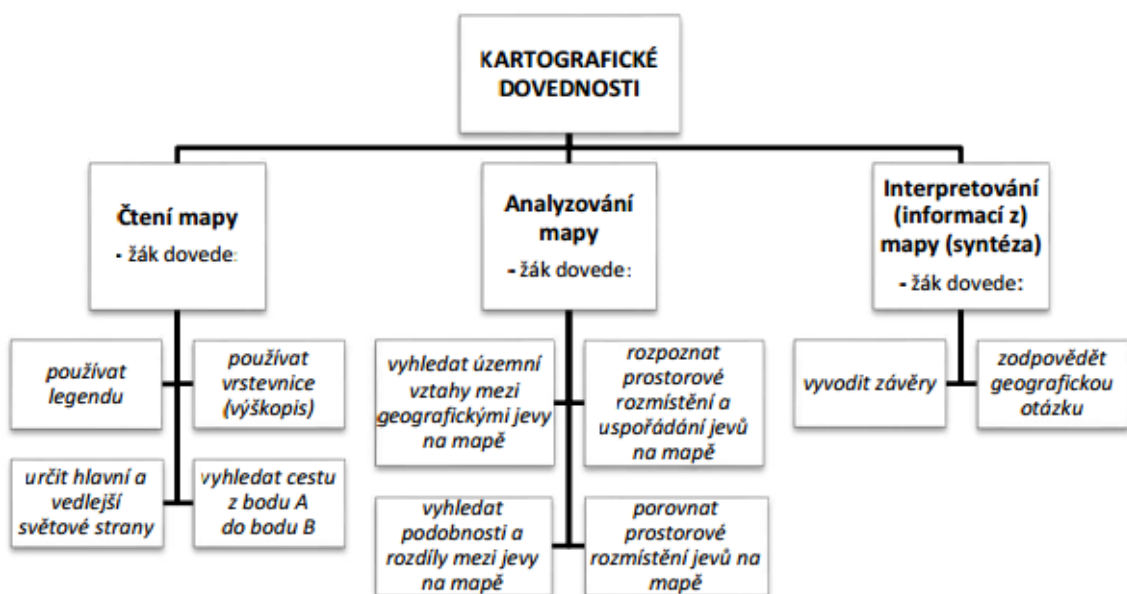 KARTOGRAFICKÉ
DOVEDNOSTI
Čtení mapy
- žák dovede:
Analyzování
mapy
- žák dovede:
Interpretování
(informací z)
mapy (syntéza)
- žák dovede:
používat
legendu
používat
vrstevnice
(výškopis)
určit hlavní a
vedlejší
světové strany
vyhledat cestu
z bodu A
do bodu B
vyhledat územní
vztahy mezi
geografickými jevy
na mapě
rozpoznat
prostorové
rozmístění a
uspořádání jevů
na mapě
vyhledat
podobnosti a
rozdíly mezi jevy
na mapě
porovnat
prostorové
rozmístění jevů na
mapě
vyvodit závěry
zodpovědět
geografickou
otázku